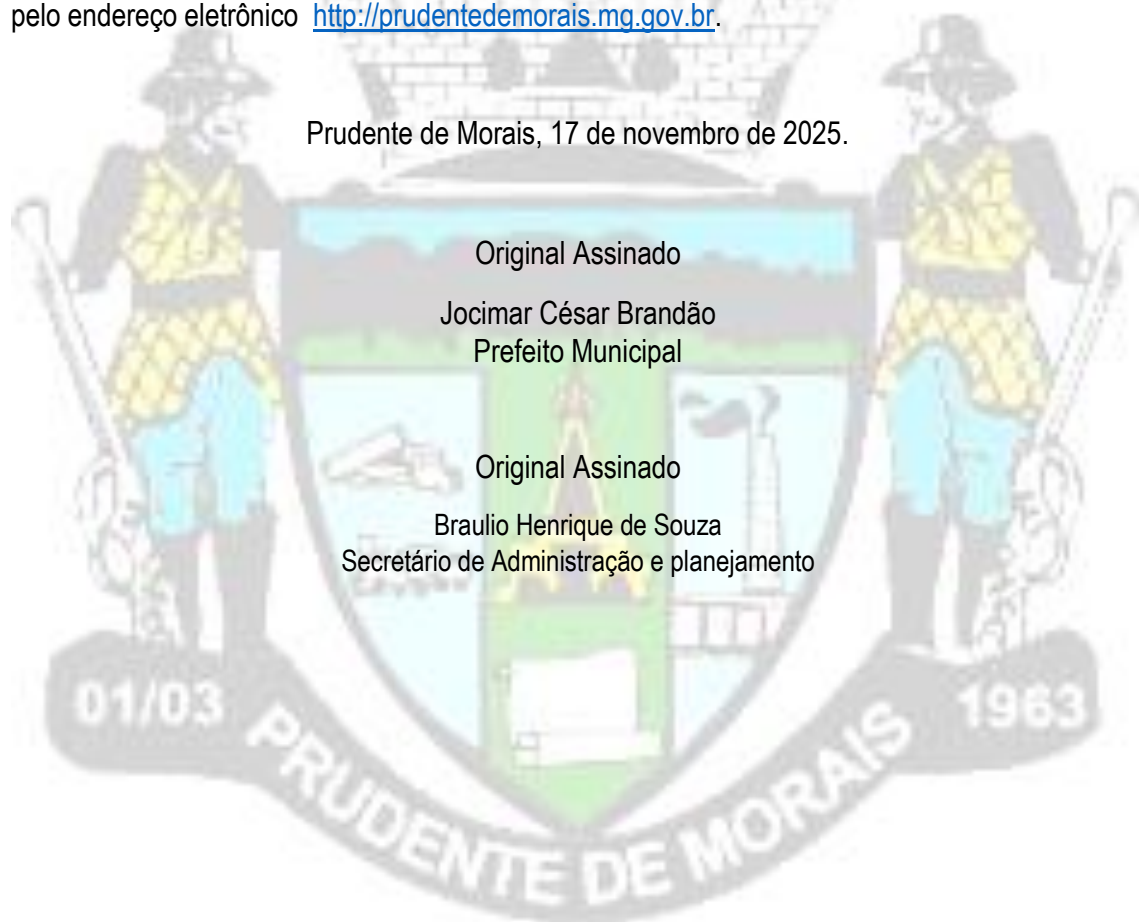 pelo endereço eletrônico http://prudentedemorais.mg.gov.br.
Prudente de Morais, 17 de novembro de 2025.
Original Assinado
Jocimar César Brandão
Prefeito Municipal
Original Assinado
Braulio Henrique de Souza
Secretário de Administração e planejamento
01/03 PRUDENTE DE MORAIS 1963